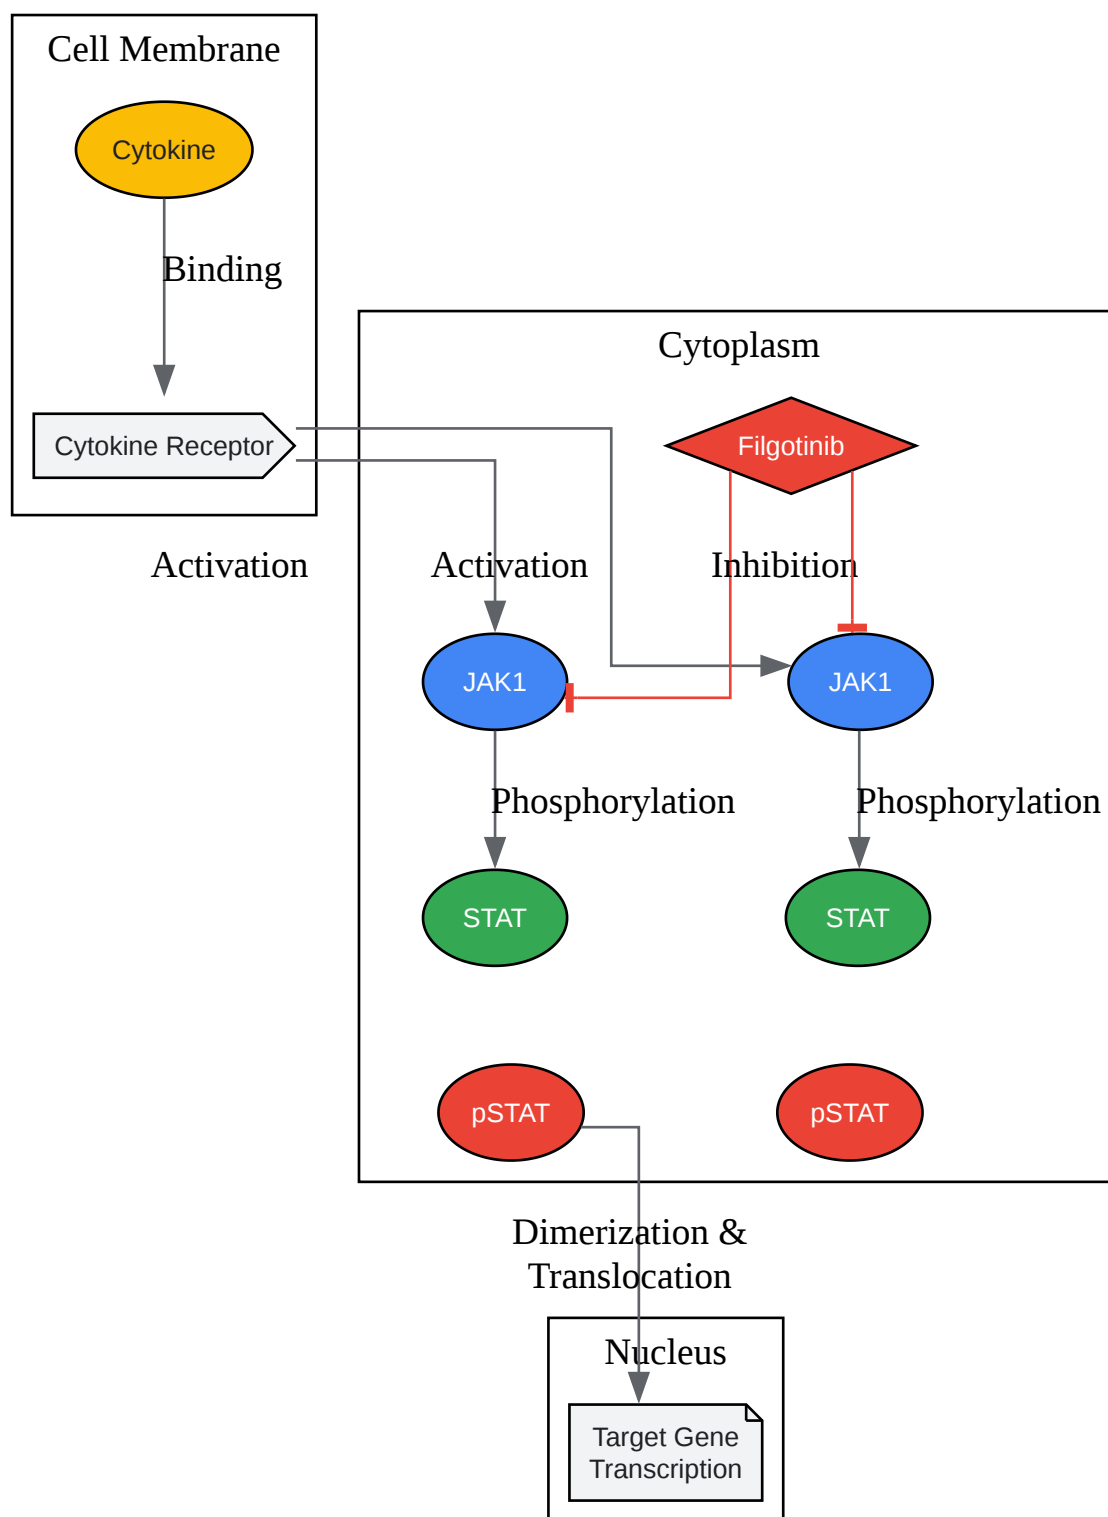 Cell Membrane
Cytokine
Binding
Cytoplasm
Cytokine Receptor
Filgotinib
Activation
Activation
Inhibition
JAK1
JAK1
Phosphorylation
Phosphorylation
STAT
STAT
pSTAT
pSTAT
Dimerization &
Translocation
Nucleus
Target Gene
Transcription